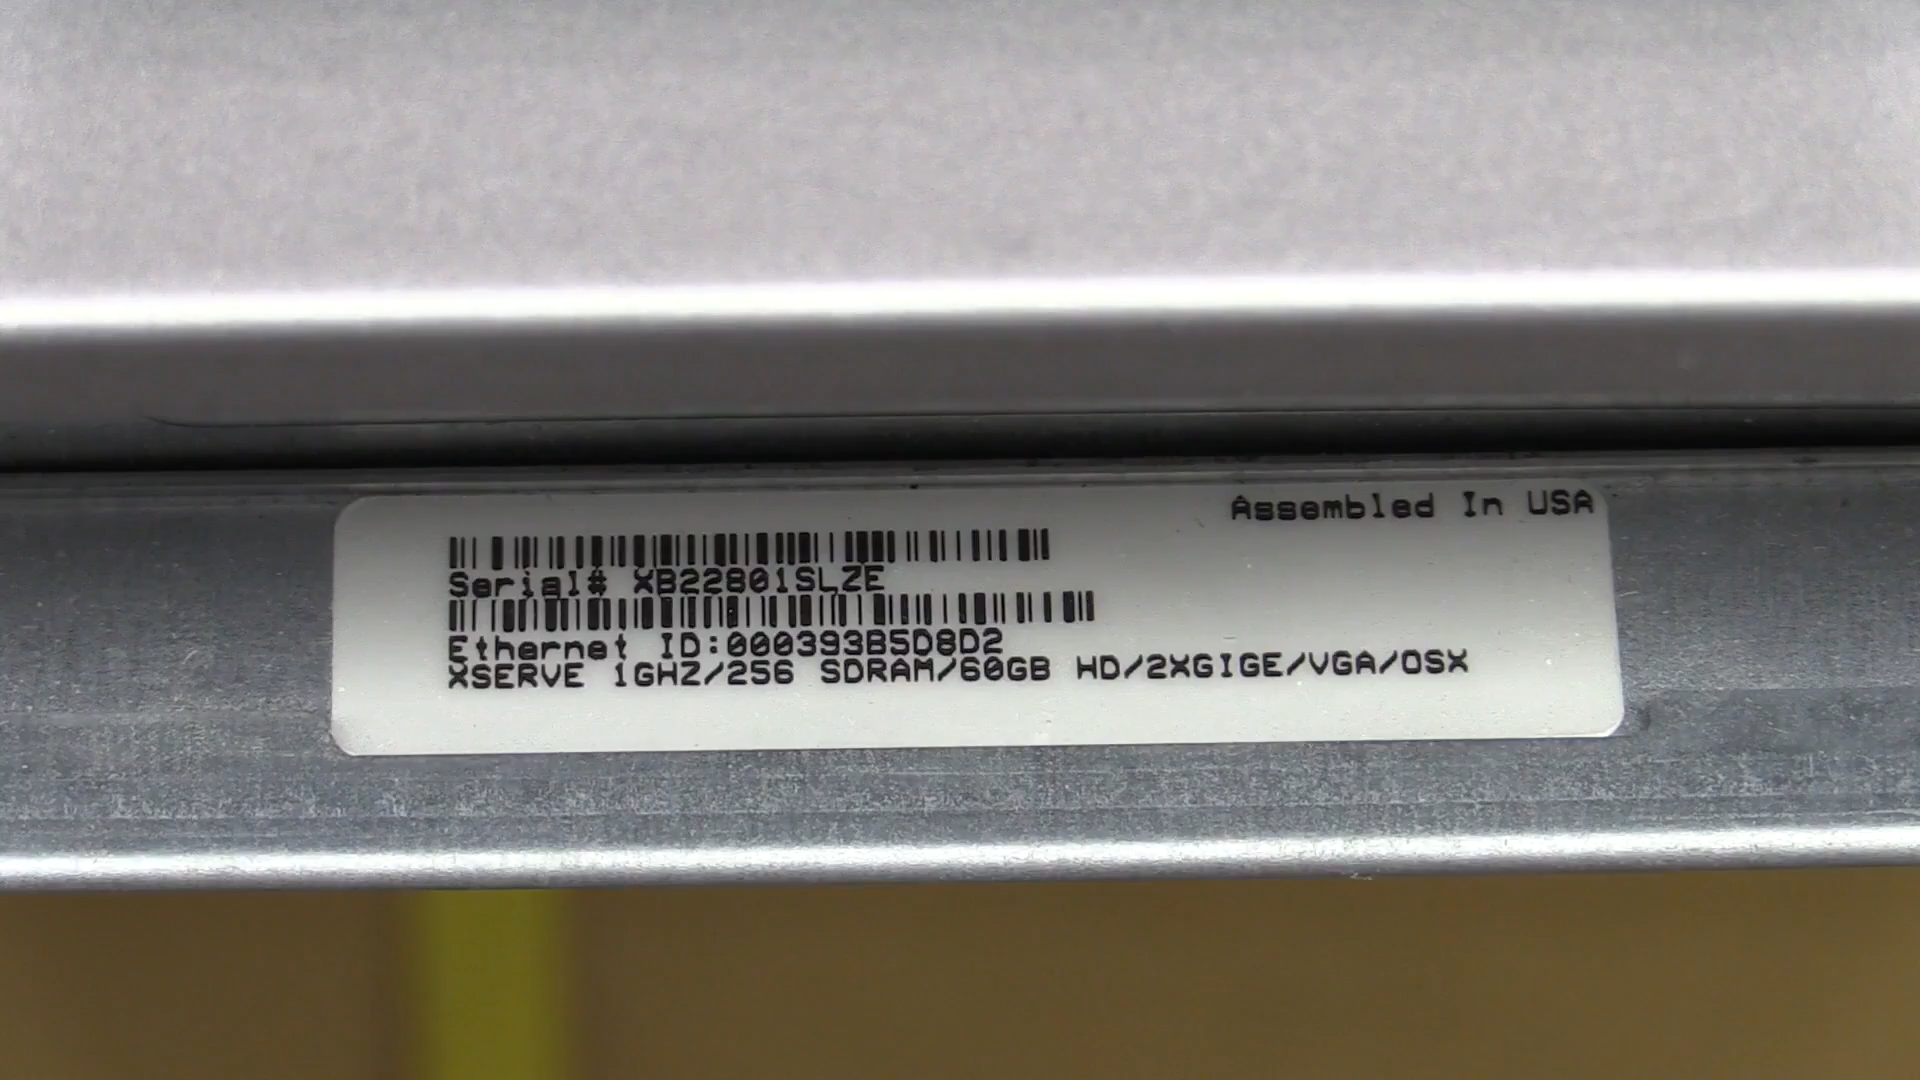 Assembled In USA
Serial# XB22801SLZE
Ethernet ID:000393B5D8D2
XSERVE 1GHZ/256 SDRAM/60GB HD/2XGIGE/VGA/OSX